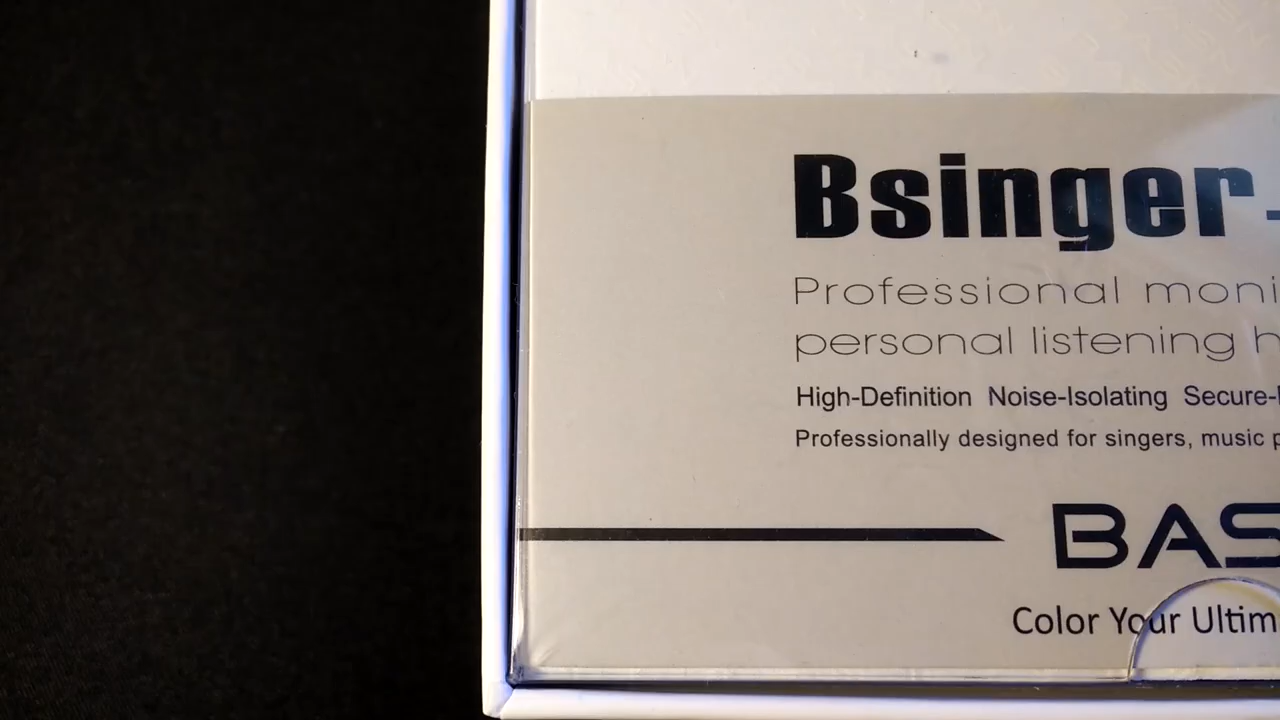 Bsinger-
Professional moni
personal listening h
High-Definition Noise-Isolating Secure-
Professionally designed for singers, music p
BAS
Color Your Ultim